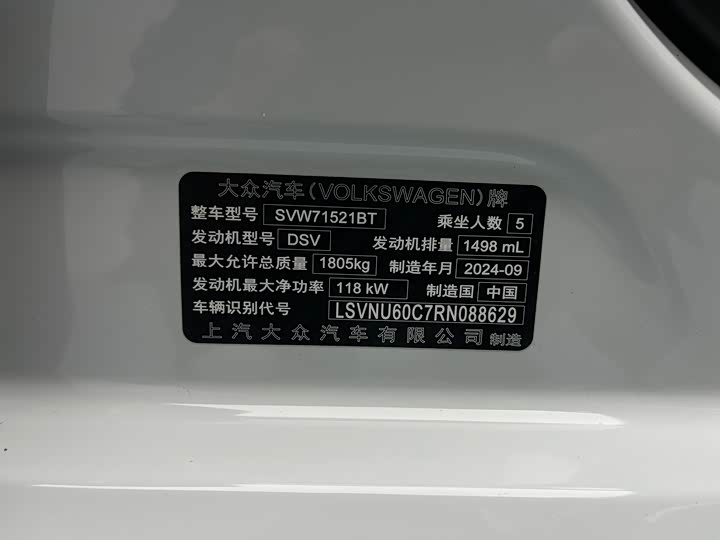 大众汽车(VOLKSWAGEN)牌
整车型号 SVW71521BT 乘坐人数 5
发动机型号 DSV 发动机排量 1498 mL
最大允许总质量 1805kg 制造年月 2024-09
发动机最大净功率 118 kW 制造国 中国
车辆识别代号 LSVNU60C7RN088629
上汽大众汽车有限公司 制造